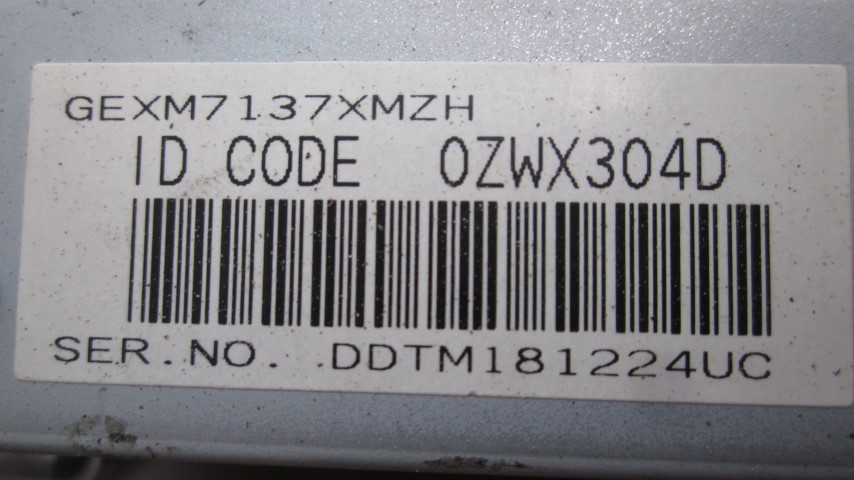 GEXM7137XMZH
ID CODE 0ZWX304D
SER.NO. DDTM181224UC